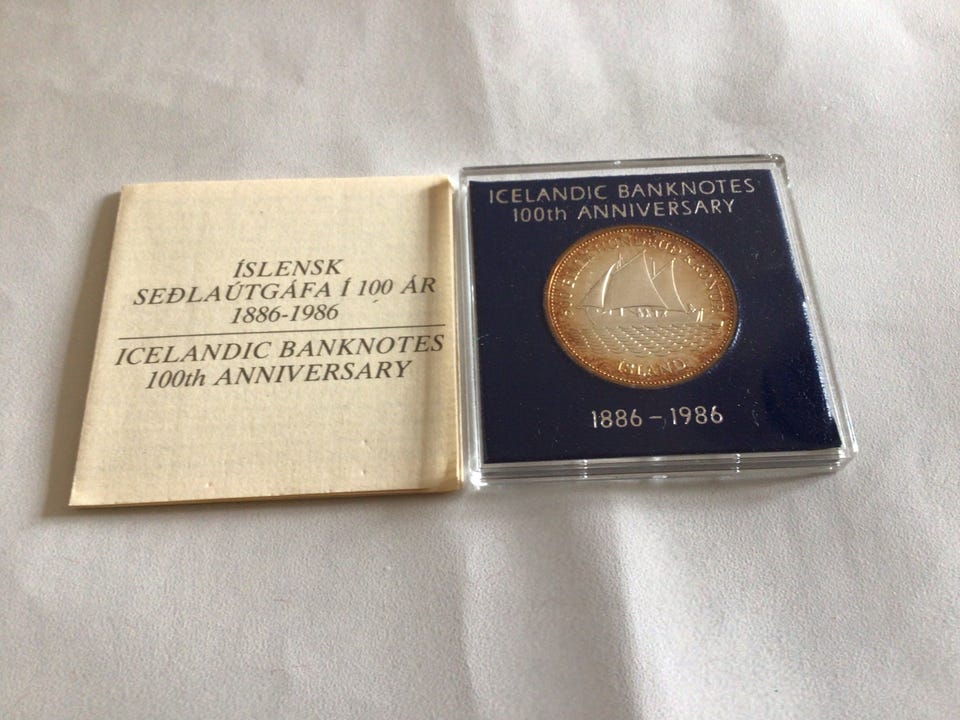 ÍSLENSK
SEÐLAÚTGÁFA Í 100 ÁR
1886-1986
ICELANDIC BANKNOTES
100th ANNIVERSARY
ICELANDIC BANKNOTES
100th ANNIVERSARY
ÍSLAND
1886 – 1986